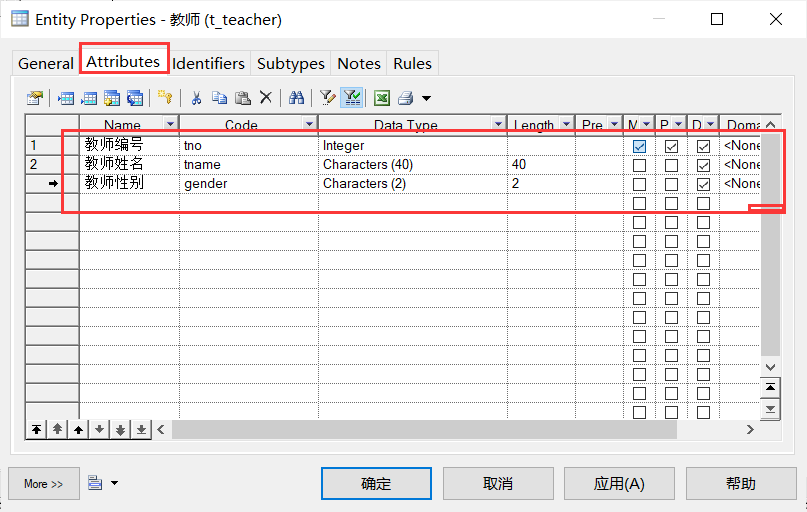 Entity Properties - 教师 (t_teacher)
General Attributes Identifiers Subtypes Notes Rules
Name Code Data Type Length Pre M P D Doma
1 教师编号 tno Integer <None
2 教师姓名 tname Characters (40) 40 <None
教师性别 gender Characters (2) 2 <None
More >> 确定 取消 应用(A) 帮助